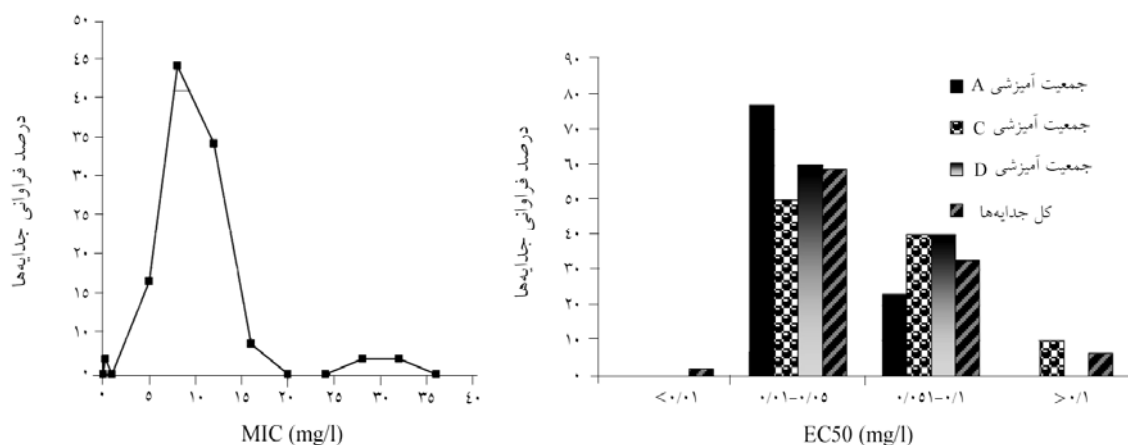 ۵۰
۴۵
۴۰
۳۵
۳۰
۲۵
۲۰
۱۵
۱۰
۰
درصد فراوانی جدایه‌ها
۰ ۵ ۱۰ ۱۵ ۲۰ ۲۵ ۳۰ ۳۵ ۴۰
MIC (mg/l)
۹۰
۸۰
۷۰
۶۰
۵۰
۴۰
۳۰
۲۰
۱۰
۰
درصد فراوانی جدایه‌ها
جمعیت آمیزشی A
جمعیت آمیزشی C
جمعیت آمیزشی D
کل جدایه‌ها
<۰/۰۱ ۰/۰۱-۰/۰۵ ۰/۰۵۱-۰/۱ >۰/۱
EC50 (mg/l)